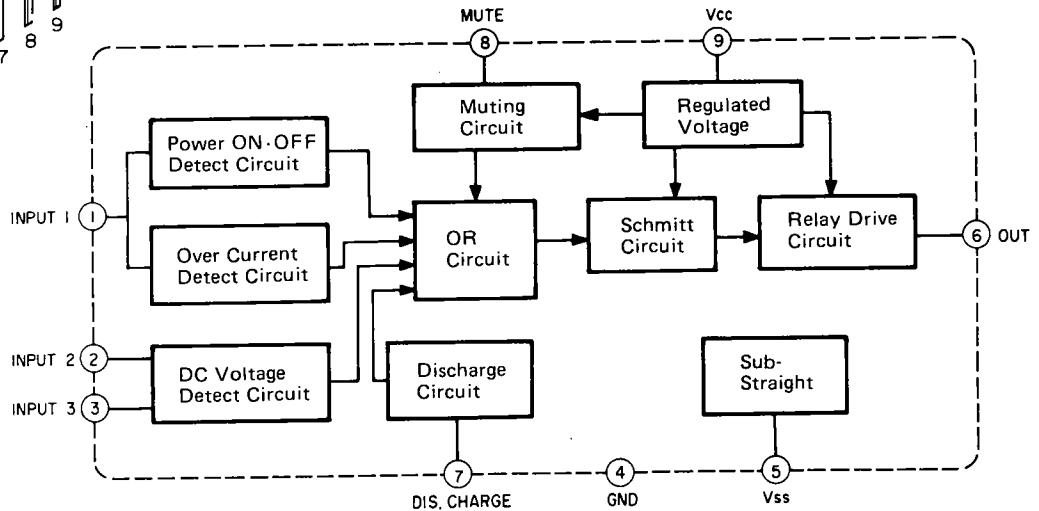 7 8 9
MUTE
Vcc
8
9
Muting
Circuit
Regulated
Voltage
Power ON·OFF
Detect Circuit
INPUT 1
1
Over Current
Detect Circuit
OR
Circuit
Schmitt
Circuit
Relay Drive
Circuit
6
OUT
INPUT 2
2
INPUT 3
3
DC Voltage
Detect Circuit
Discharge
Circuit
Sub-
Straight
7
4
5
DIS. CHARGE
GND
Vss